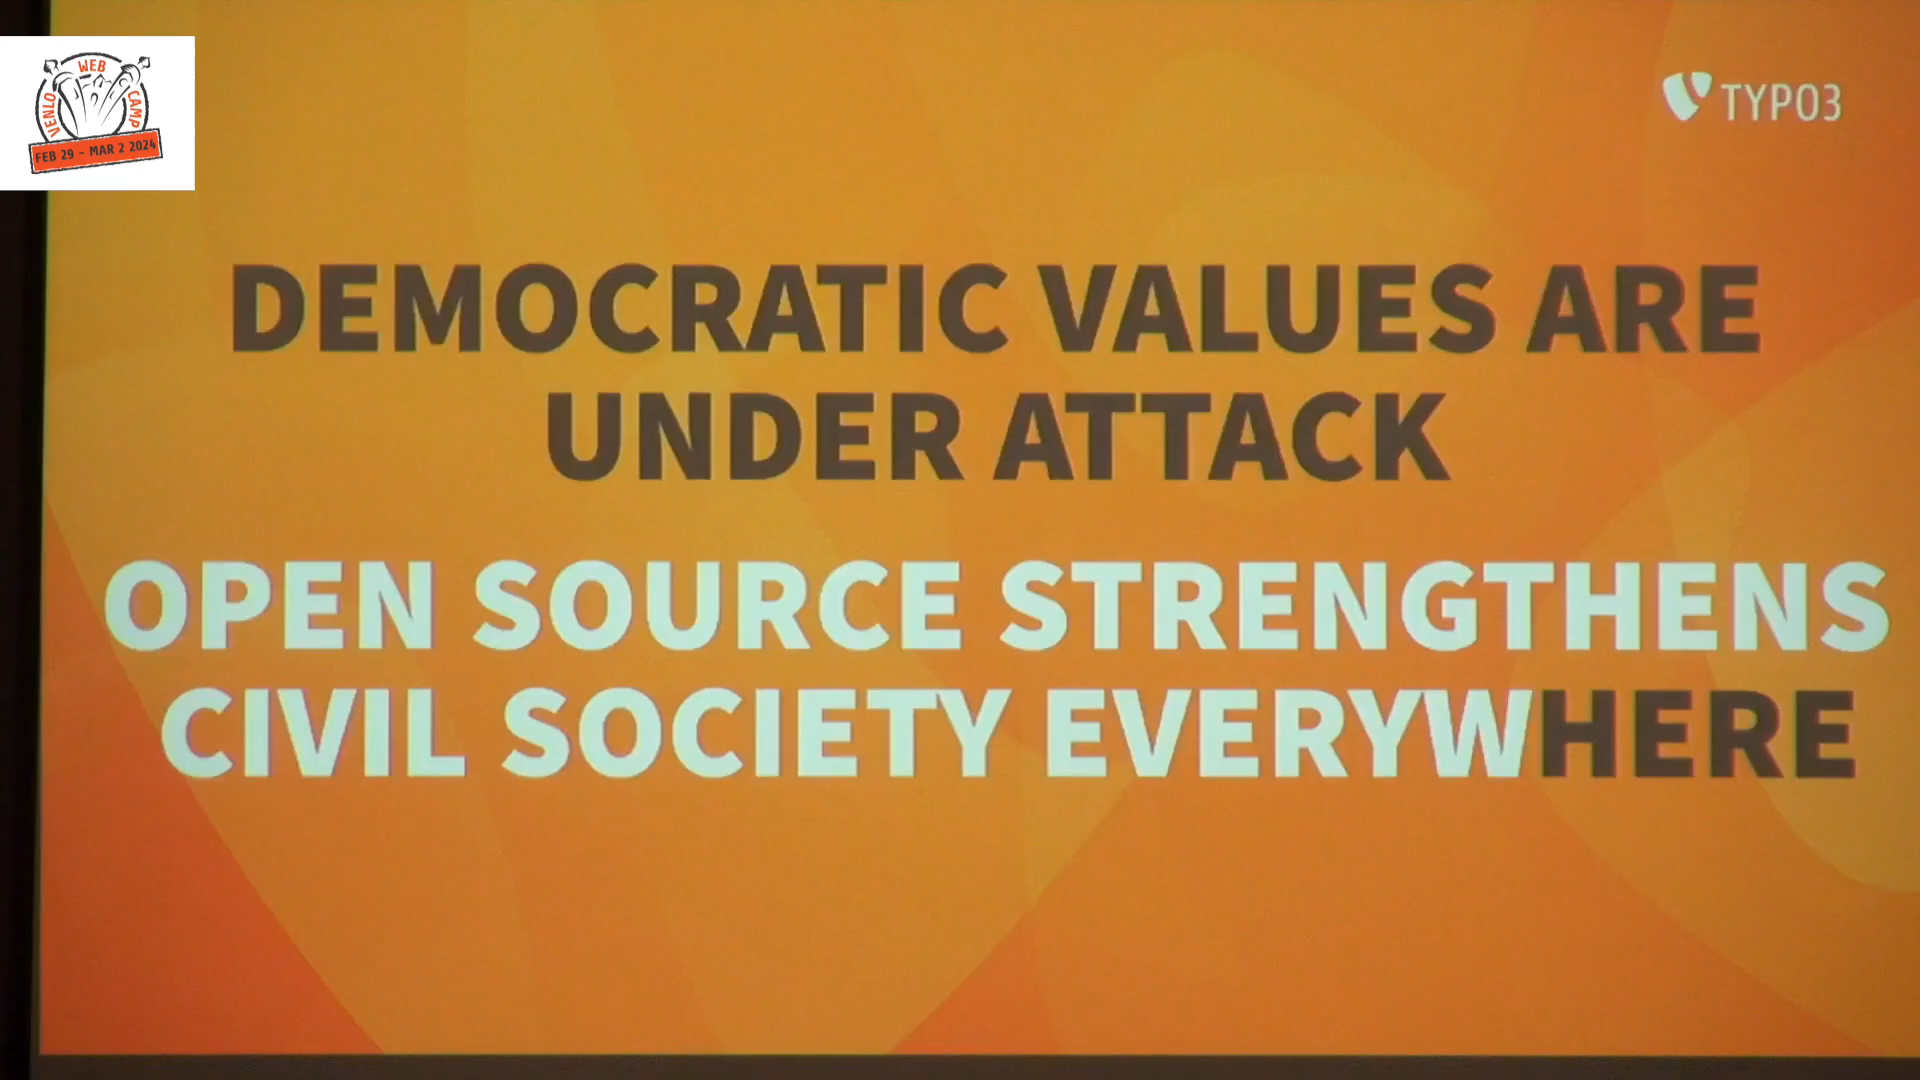 WEB
VENLO
CAMP
FEB 29 - MAR 2 2024
TYPO3
DEMOCRATIC VALUES ARE
UNDER ATTACK
OPEN SOURCE STRENGTHENS
CIVIL SOCIETY EVERYWHERE